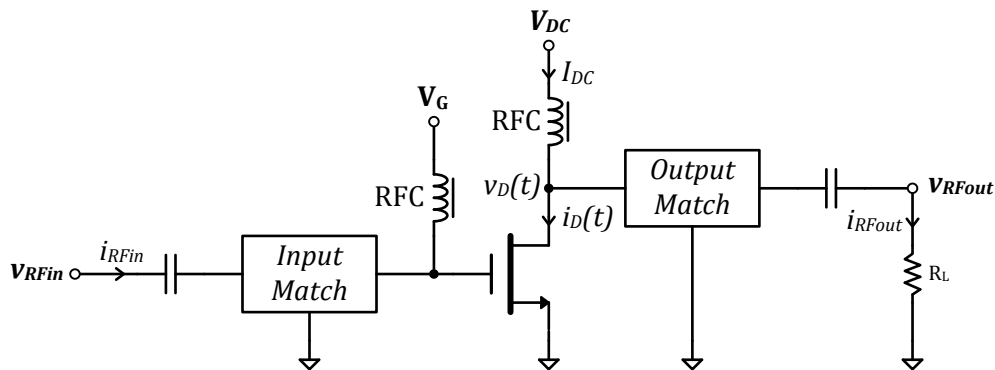 V_DC
I_DC
V_G
RFC
RFC
v_D(t)
Output
Match
v_RFout
i_D(t)
i_RFout
i_RFin
v_RFin
Input
Match
R_L